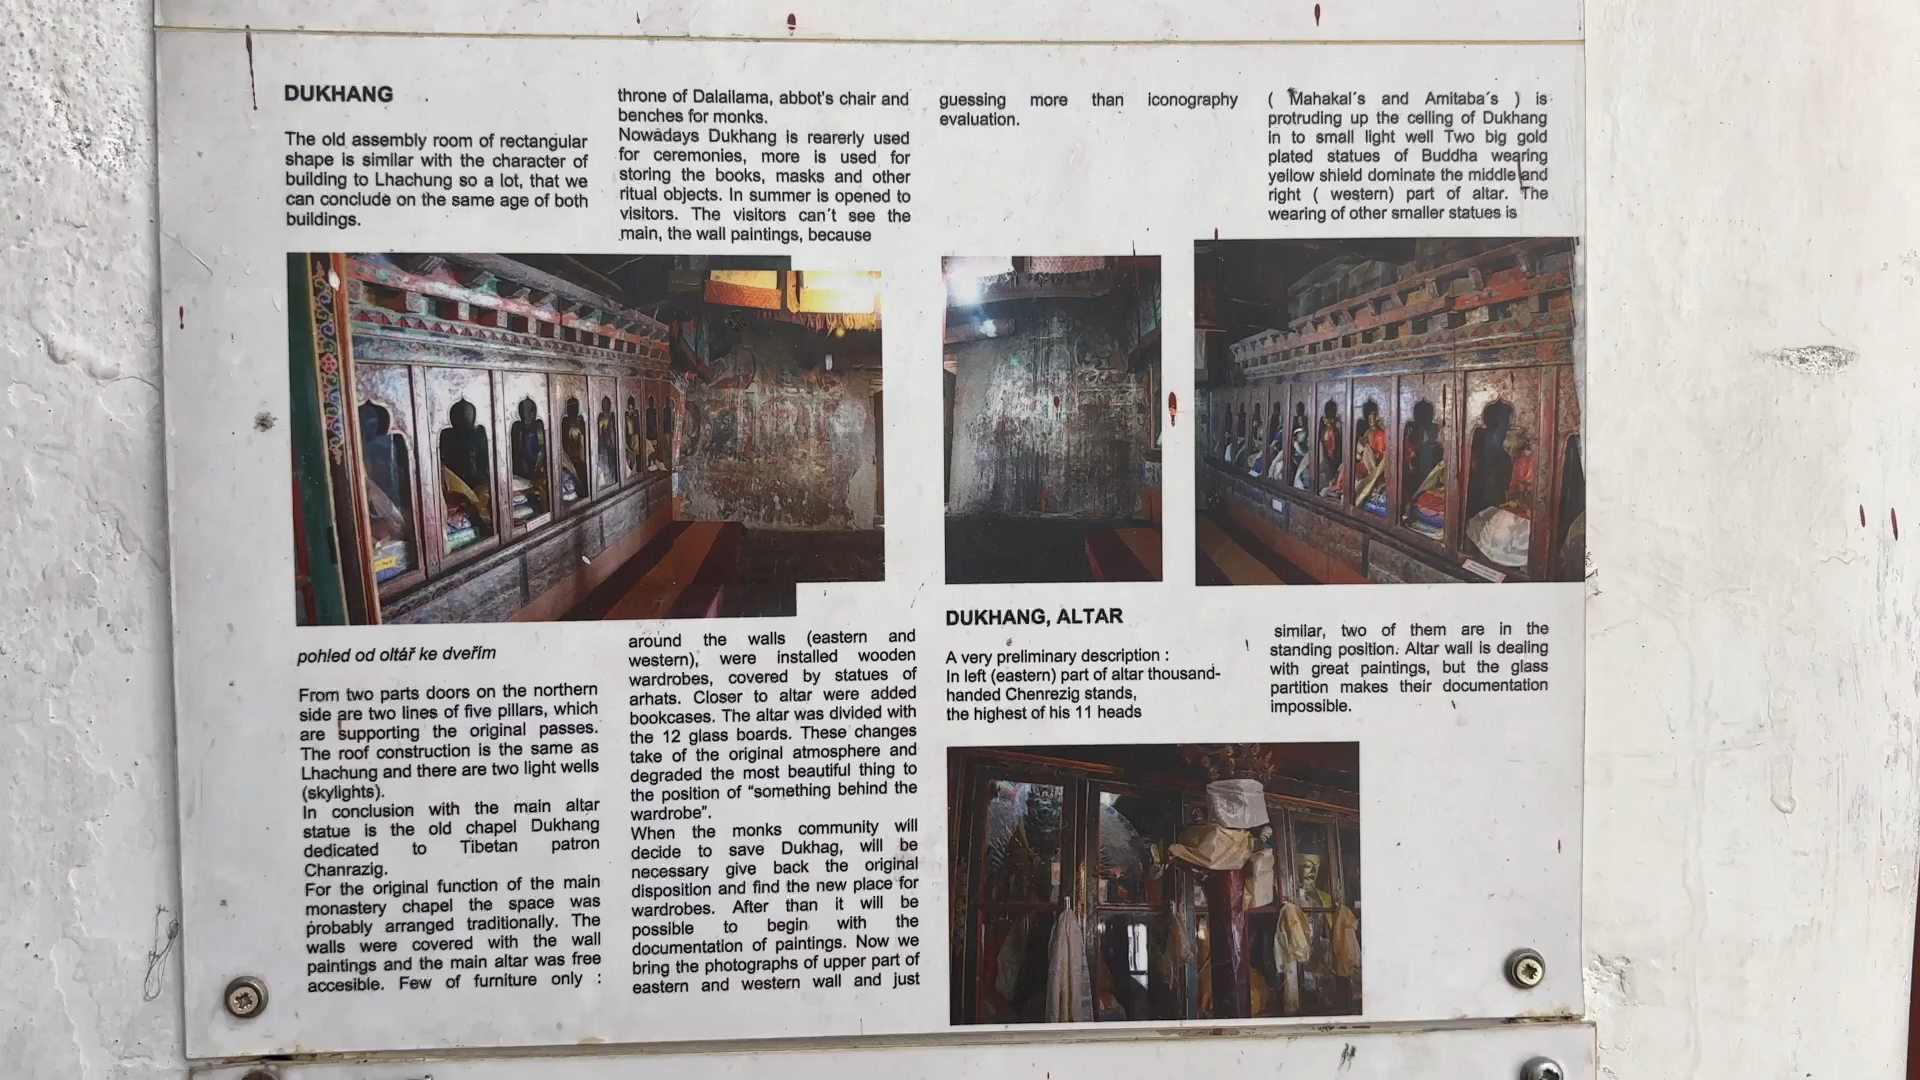 DUKHANG
The old assembly room of rectangular
shape is similar with the character of
building to Lhachung so a lot, that we
can conclude on the same age of both
buildings.
pohled od oltář ke dveřím
From two parts doors on the northern
side are two lines of five pillars, which
are supporting the original passes.
The roof construction is the same as
Lhachung and there are two light wells
(skylights).
In conclusion with the main altar
statue is the old chapel Dukhang
dedicated to Tibetan patron
Chanrazig.
For the original function of the main
monastery chapel the space was
probably arranged traditionally. The
walls were covered with the wall
paintings and the main altar was free
accesible. Few of furniture only :
throne of Dalailama, abbot's chair and
benches for monks.
Nowadays Dukhang is rearerly used
for ceremonies, more is used for
storing the books, masks and other
ritual objects. In summer is opened to
visitors. The visitors can´t see the
main, the wall paintings, because
around the walls (eastern and
western), were installed wooden
wardrobes, covered by statues of
arhats. Closer to altar were added
bookcases. The altar was divided with
the 12 glass boards. These changes
take of the original atmosphere and
degraded the most beautiful thing to
the position of “something behind the
wardrobe”.
When the monks community will
decide to save Dukhag, will be
necessary give back the original
disposition and find the new place for
wardrobes. After than it will be
possible to begin with the
documentation of paintings. Now we
bring the photographs of upper part of
eastern and western wall and just
guessing more than iconography
evaluation.
DUKHANG, ALTAR
A very preliminary description :
In left (eastern) part of altar thousand-
handed Chenrezig stands,
the highest of his 11 heads
( Mahakal´s and Amitaba´s ) is
protruding up the ceiling of Dukhang
in to small light well Two big gold
plated statues of Buddha wearing
yellow shield dominate the middle and
right ( western) part of altar. The
wearing of other smaller statues is
similar, two of them are in the
standing position. Altar wall is dealing
with great paintings, but the glass
partition makes their documentation
impossible.